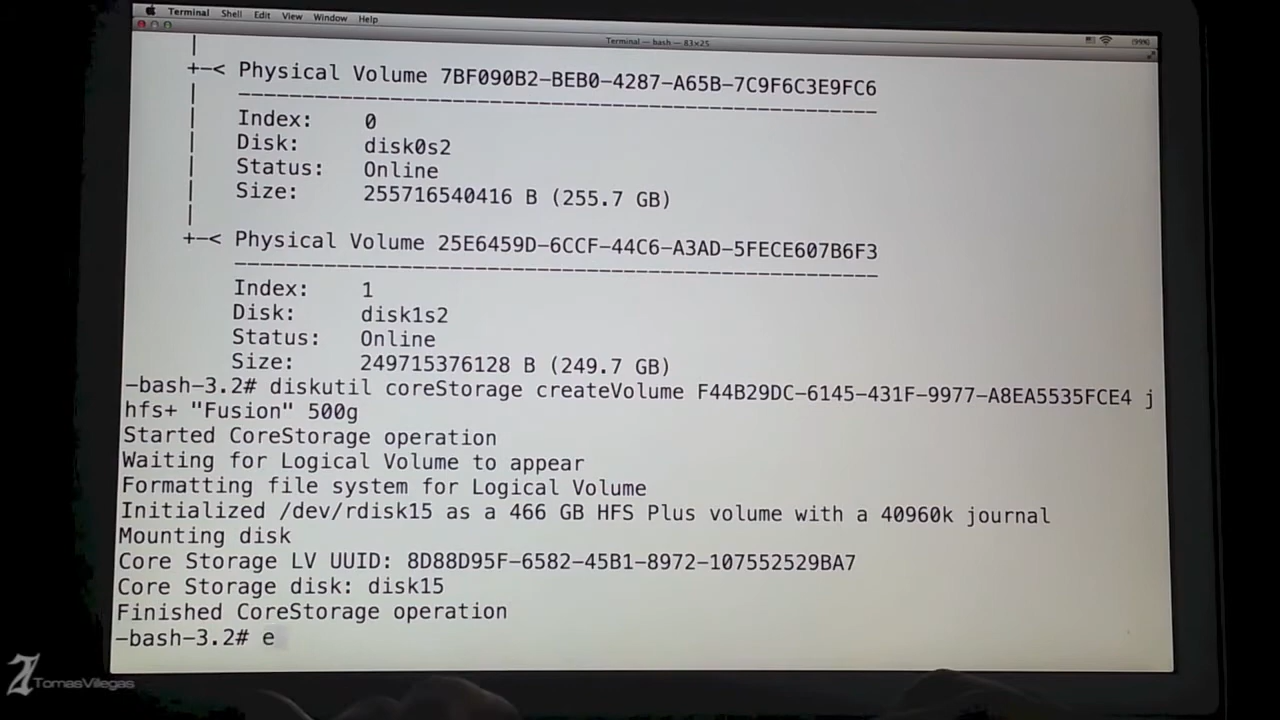 Terminal Shell Edit View Window Help
Terminal — bash — 83×25
(99%)
+-< Physical Volume 7BF090B2-BEB0-4287-A65B-7C9F6C3E9FC6
----------------------------------------------------
Index: 0
Disk: disk0s2
Status: Online
Size: 255716540416 B (255.7 GB)
+-< Physical Volume 25E6459D-6CCF-44C6-A3AD-5FECE607B6F3
----------------------------------------------------
Index: 1
Disk: disk1s2
Status: Online
Size: 249715376128 B (249.7 GB)
-bash-3.2# diskutil coreStorage createVolume F44B29DC-6145-431F-9977-A8EA5535FCE4 j
hfs+ "Fusion" 500g
Started CoreStorage operation
Waiting for Logical Volume to appear
Formatting file system for Logical Volume
Initialized /dev/rdisk15 as a 466 GB HFS Plus volume with a 40960k journal
Mounting disk
Core Storage LV UUID: 8D88D95F-6582-45B1-8972-107552529BA7
Core Storage disk: disk15
Finished CoreStorage operation
-bash-3.2# e
TomasVillegas